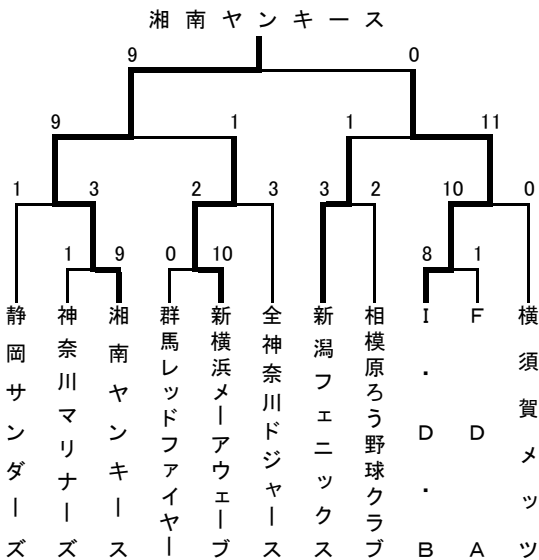 湘南ヤンキース
9 0
9 1 1 11
1 3 2 3 3 2 10 0
1 9 0 10 8 1
静岡サンダーズ
神奈川マリナーズ
湘南ヤンキース
群馬レッドファイヤー
新横浜メーアウェーブ
全神奈川ドジャース
新潟フェニックス
相模原ろう野球クラブ
I・D・B
FDA
横須賀メッツ